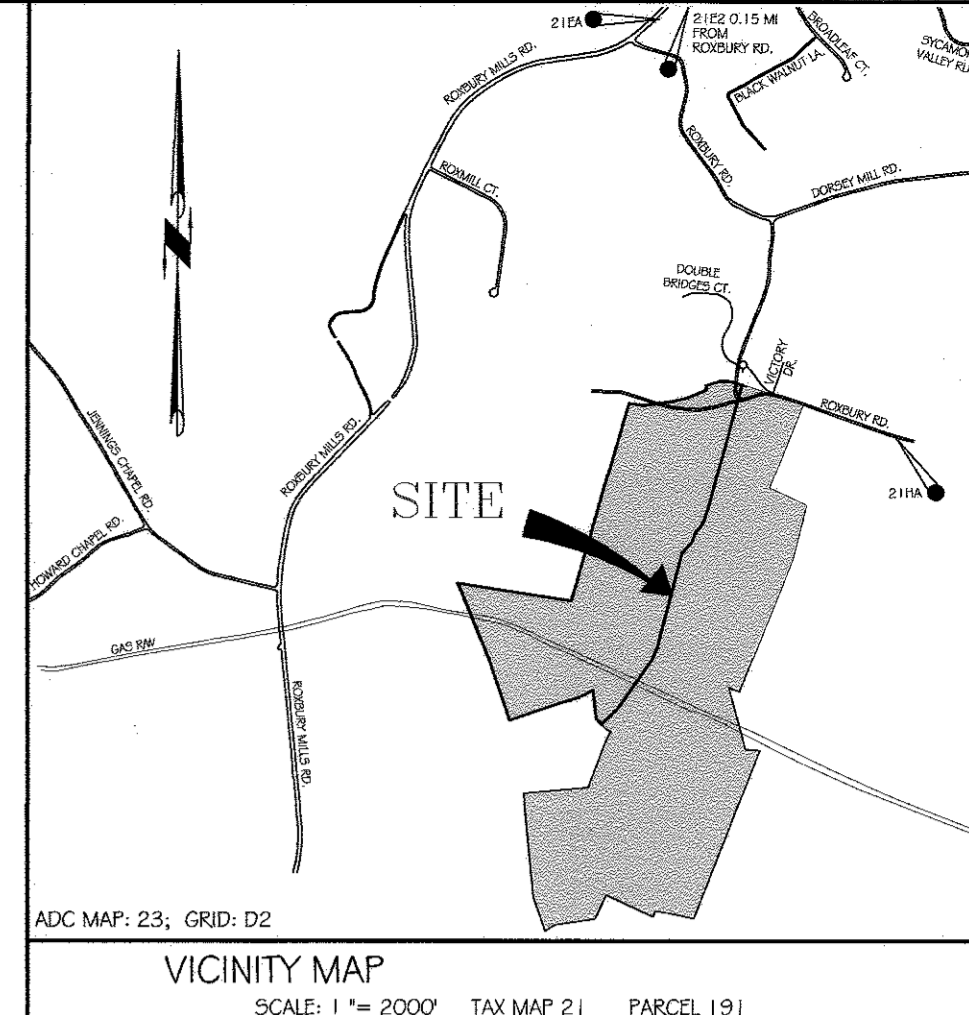 21EA
21E2 0.15 MI
FROM
ROXBURY RD.
BROADLEAF CT.
VALLEY
BLACK WALNUT LA.
ROXBURY MILLS RD.
ROXBURY RD.
ROXMILL CT.
DORSEY MILL RD.
DOUBLE
BRIDGES CT.
VICTORY
DR.
ROXBURY RD.
JENNINGS CHAPEL RD.
ROXBURY MILLS RD.
21HA
SITE
HOWARD CHAPEL RD.
GAS R/W
ROXBURY MILLS RD.
ADC MAP: 23; GRID: D2
VICINITY MAP
SCALE: 1 "= 2000' TAX MAP 21 PARCEL 191